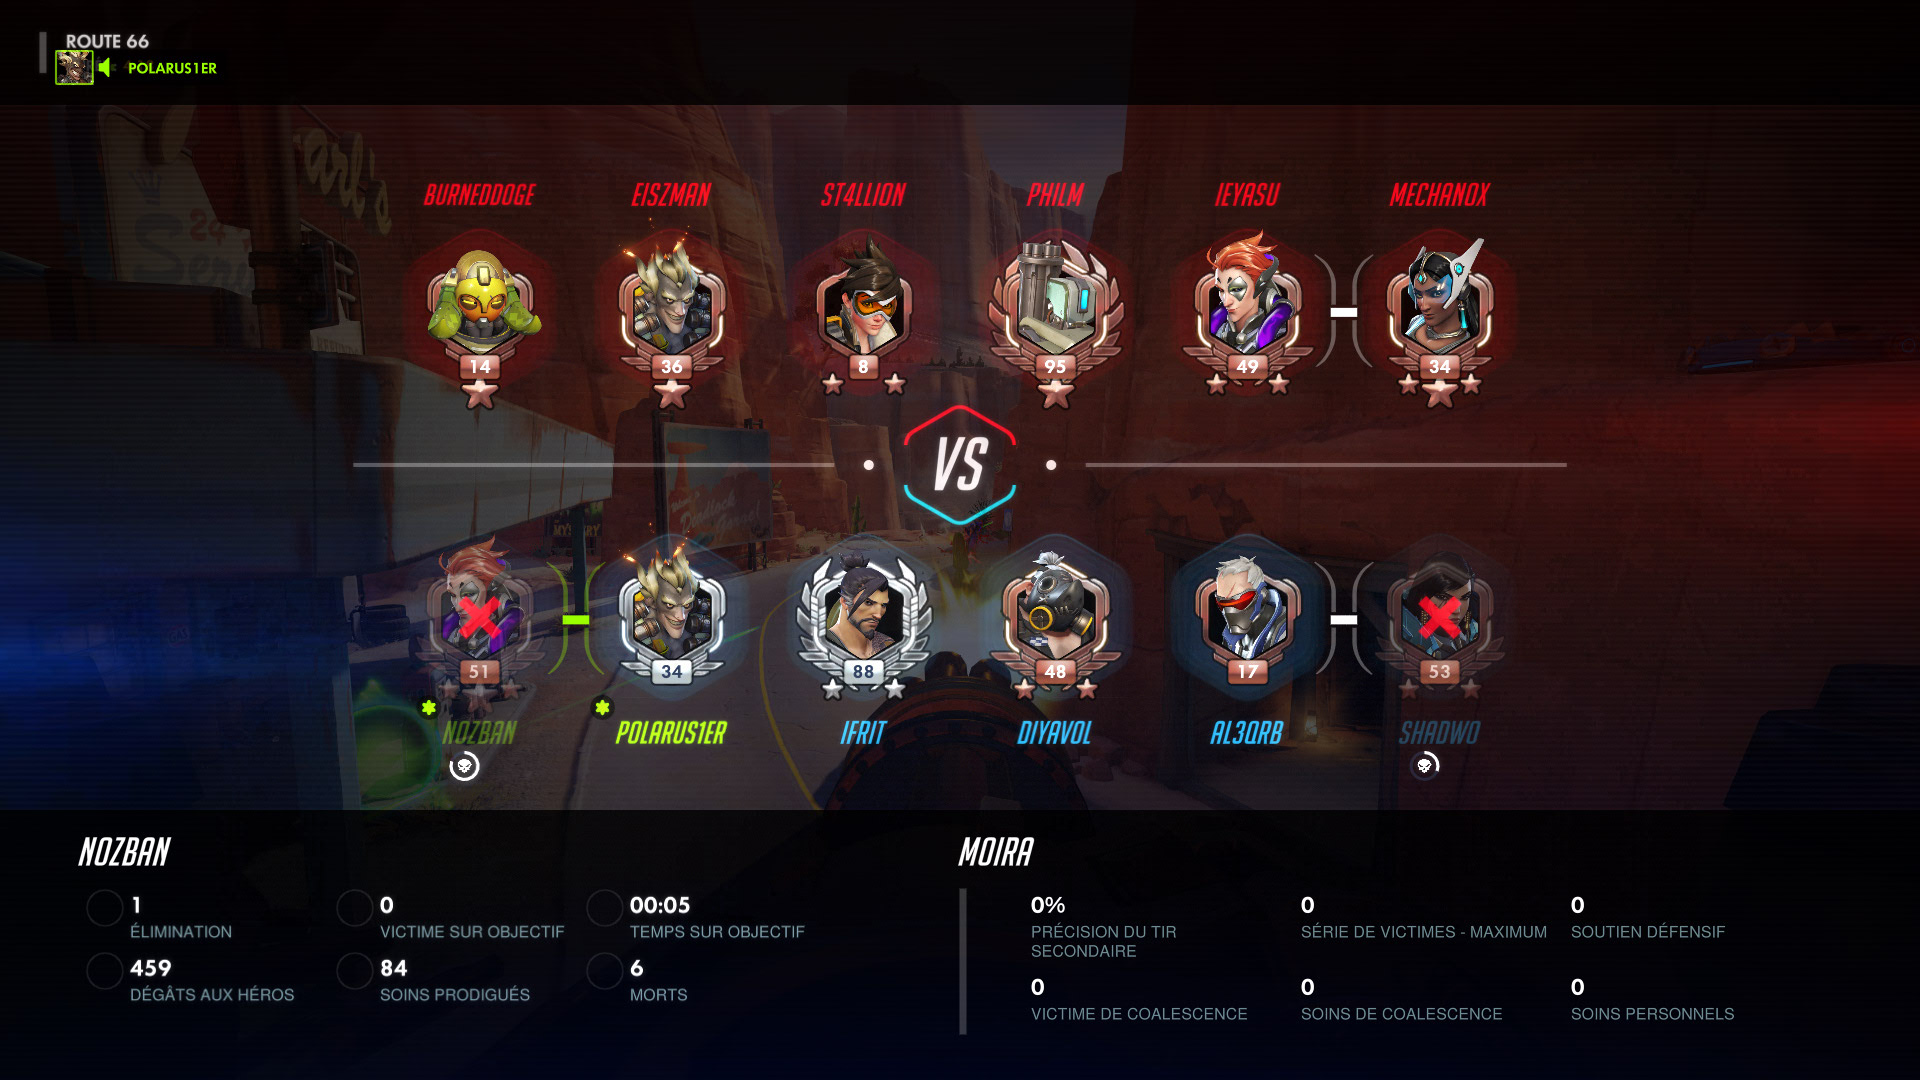 ROUTE 66
POLARUS1ER
BURNEDDOGE
EISZMAN
ST4LLION
PHILM
IEYASU
MECHANOX
14
36
8
95
49
34
VS
51
34
88
48
17
53
NOZBAN
POLARUS1ER
IFRIT
DIYAVOL
AL3QRB
SHADWO
NOZBAN
1
ÉLIMINATION
0
VICTIME SUR OBJECTIF
00:05
TEMPS SUR OBJECTIF
459
DÉGÂTS AUX HÉROS
84
SOINS PRODIGUÉS
6
MORTS
MOIRA
0%
PRÉCISION DU TIR
SECONDAIRE
0
SÉRIE DE VICTIMES - MAXIMUM
0
SOUTIEN DÉFENSIF
0
VICTIME DE COALESCENCE
0
SOINS DE COALESCENCE
0
SOINS PERSONNELS